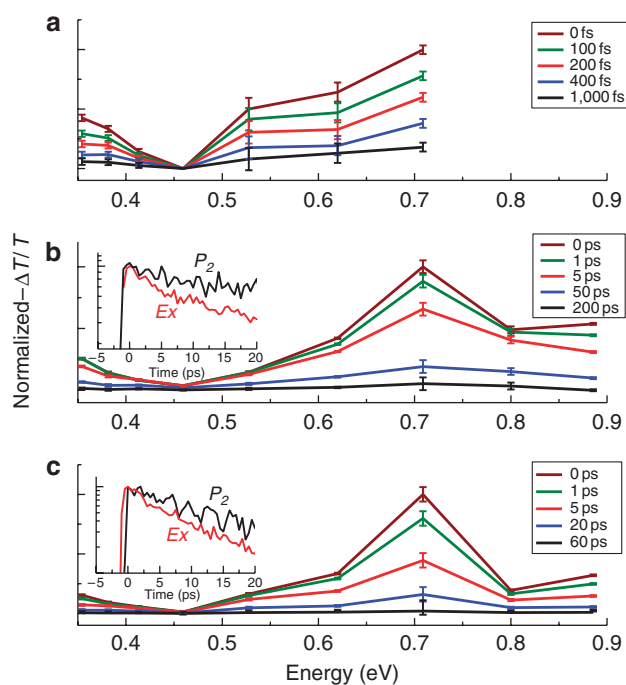 a
0 fs
100 fs
200 fs
400 fs
1,000 fs
0.4 0.5 0.6 0.7 0.8 0.9
b
P2
Ex
−5 0 5 10 15 20
Time (ps)
0 ps
1 ps
5 ps
50 ps
200 ps
0.4 0.5 0.6 0.7 0.8 0.9
Normalized–ΔT/T
c
P2
Ex
−5 0 5 10 15 20
Time (ps)
0 ps
1 ps
5 ps
20 ps
60 ps
0.4 0.5 0.6 0.7 0.8 0.9
Energy (eV)